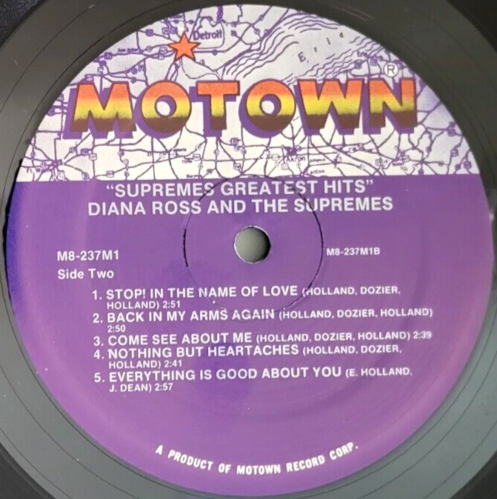 Detroit
Erie
Akron
MOTOWN®
"SUPREMES GREATEST HITS"
DIANA ROSS AND THE SUPREMES
M8-237M1
M8-237M1B
Side Two
1. STOP! IN THE NAME OF LOVE (HOLLAND, DOZIER,
HOLLAND) 2:51
2. BACK IN MY ARMS AGAIN (HOLLAND, DOZIER, HOLLAND)
2:50
3. COME SEE ABOUT ME (HOLLAND, DOZIER, HOLLAND) 2:39
4. NOTHING BUT HEARTACHES (HOLLAND, DOZIER,
HOLLAND) 2:41
5. EVERYTHING IS GOOD ABOUT YOU (E. HOLLAND,
J. DEAN) 2:57
A PRODUCT OF MOTOWN RECORD CORP.